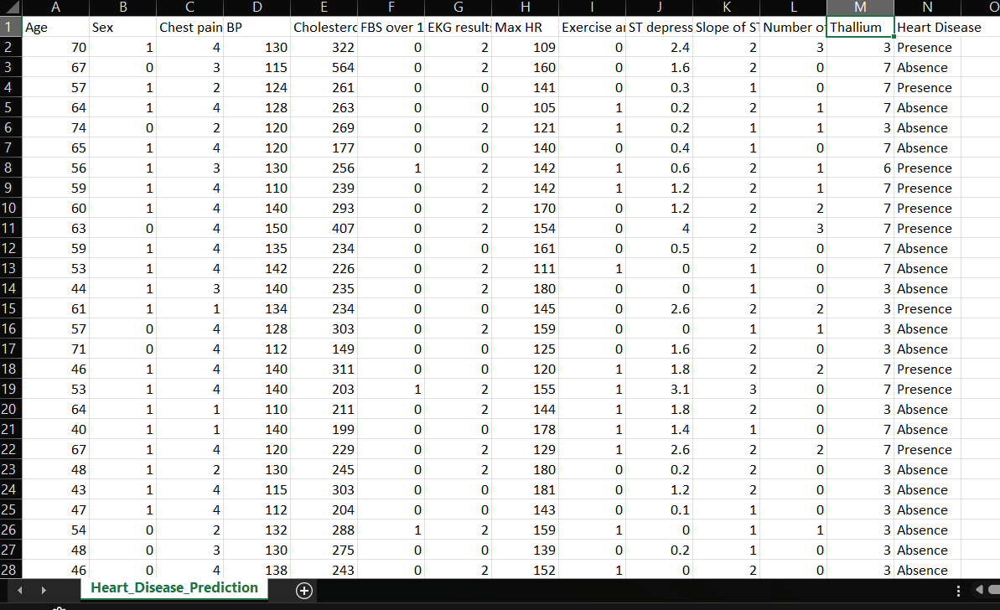 A B C D E F G H I J K L M N O
1 Age Sex Chest pain BP Cholestero FBS over 1 EKG results Max HR Exercise an ST depress Slope of ST Number of Thallium Heart Disease
2 70 1 4 130 322 0 2 109 0 2.4 2 3 3 Presence
3 67 0 3 115 564 0 2 160 0 1.6 2 0 7 Absence
4 57 1 2 124 261 0 0 141 0 0.3 1 0 7 Presence
5 64 1 4 128 263 0 0 105 1 0.2 2 1 7 Absence
6 74 0 2 120 269 0 2 121 1 0.2 1 1 3 Absence
7 65 1 4 120 177 0 0 140 0 0.4 1 0 7 Absence
8 56 1 3 130 256 1 2 142 1 0.6 2 1 6 Presence
9 59 1 4 110 239 0 2 142 1 1.2 2 1 7 Presence
10 60 1 4 140 293 0 2 170 0 1.2 2 2 7 Presence
11 63 0 4 150 407 0 2 154 0 4 2 3 7 Presence
12 59 1 4 135 234 0 0 161 0 0.5 2 0 7 Absence
13 53 1 4 142 226 0 2 111 1 0 1 0 7 Absence
14 44 1 3 140 235 0 2 180 0 0 1 0 3 Absence
15 61 1 1 134 234 0 0 145 0 2.6 2 2 3 Presence
16 57 0 4 128 303 0 2 159 0 0 1 1 3 Absence
17 71 0 4 112 149 0 0 125 0 1.6 2 0 3 Absence
18 46 1 4 140 311 0 0 120 1 1.8 2 2 7 Presence
19 53 1 4 140 203 1 2 155 1 3.1 3 0 7 Presence
20 64 1 1 110 211 0 2 144 1 1.8 2 0 3 Absence
21 40 1 1 140 199 0 0 178 1 1.4 1 0 7 Absence
22 67 1 4 120 229 0 2 129 1 2.6 2 2 7 Presence
23 48 1 2 130 245 0 2 180 0 0.2 2 0 3 Absence
24 43 1 4 115 303 0 0 181 0 1.2 2 0 3 Absence
25 47 1 4 112 204 0 0 143 0 0.1 1 0 3 Absence
26 54 0 2 132 288 1 2 159 1 0 1 1 3 Absence
27 48 0 3 130 275 0 0 139 0 0.2 1 0 3 Absence
28 46 0 4 138 243 0 2 152 1 0 2 0 3 Absence
Heart_Disease_Prediction